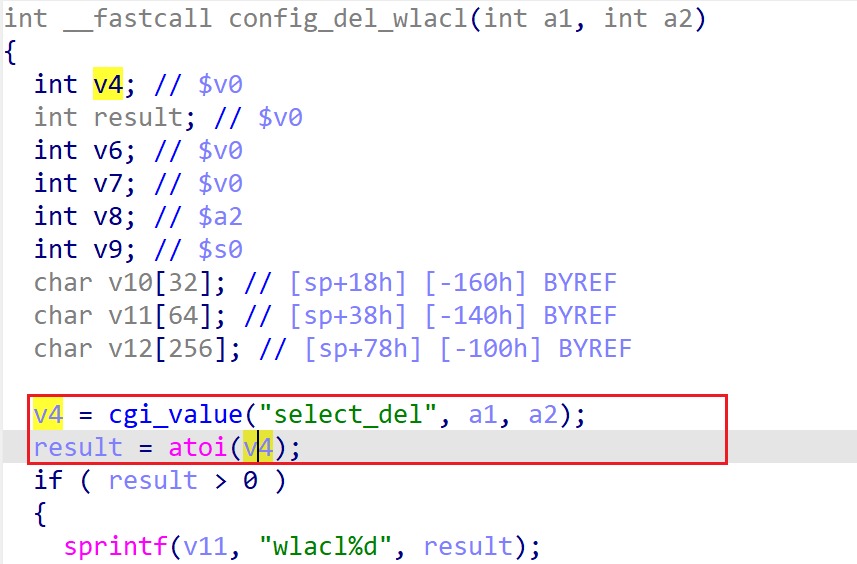 int __fastcall config_del_wlacl(int a1, int a2)
{
  int v4; // $v0
  int result; // $v0
  int v6; // $v0
  int v7; // $v0
  int v8; // $a2
  int v9; // $s0
  char v10[32]; // [sp+18h] [-160h] BYREF
  char v11[64]; // [sp+38h] [-140h] BYREF
  char v12[256]; // [sp+78h] [-100h] BYREF
  v4 = cgi_value("select_del", a1, a2);
  result = atoi(v4);
  if ( result > 0 )
  {
    sprintf(v11, "wlacl%d", result);